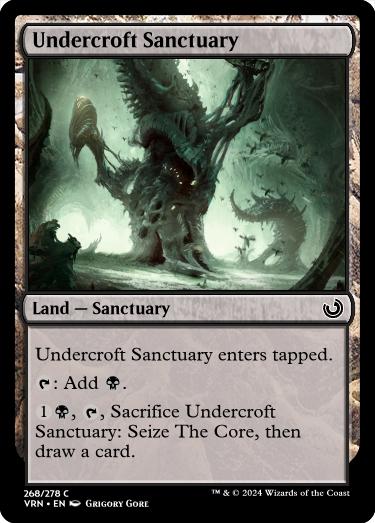 Undercroft Sanctuary
Land — Sanctuary
Undercroft Sanctuary enters tapped.
: Add .
1 , , Sacrifice Undercroft
Sanctuary: Seize The Core, then
draw a card.
268/278 C
VRN • EN GRIGORY GORE
™ & © 2024 Wizards of the Coast